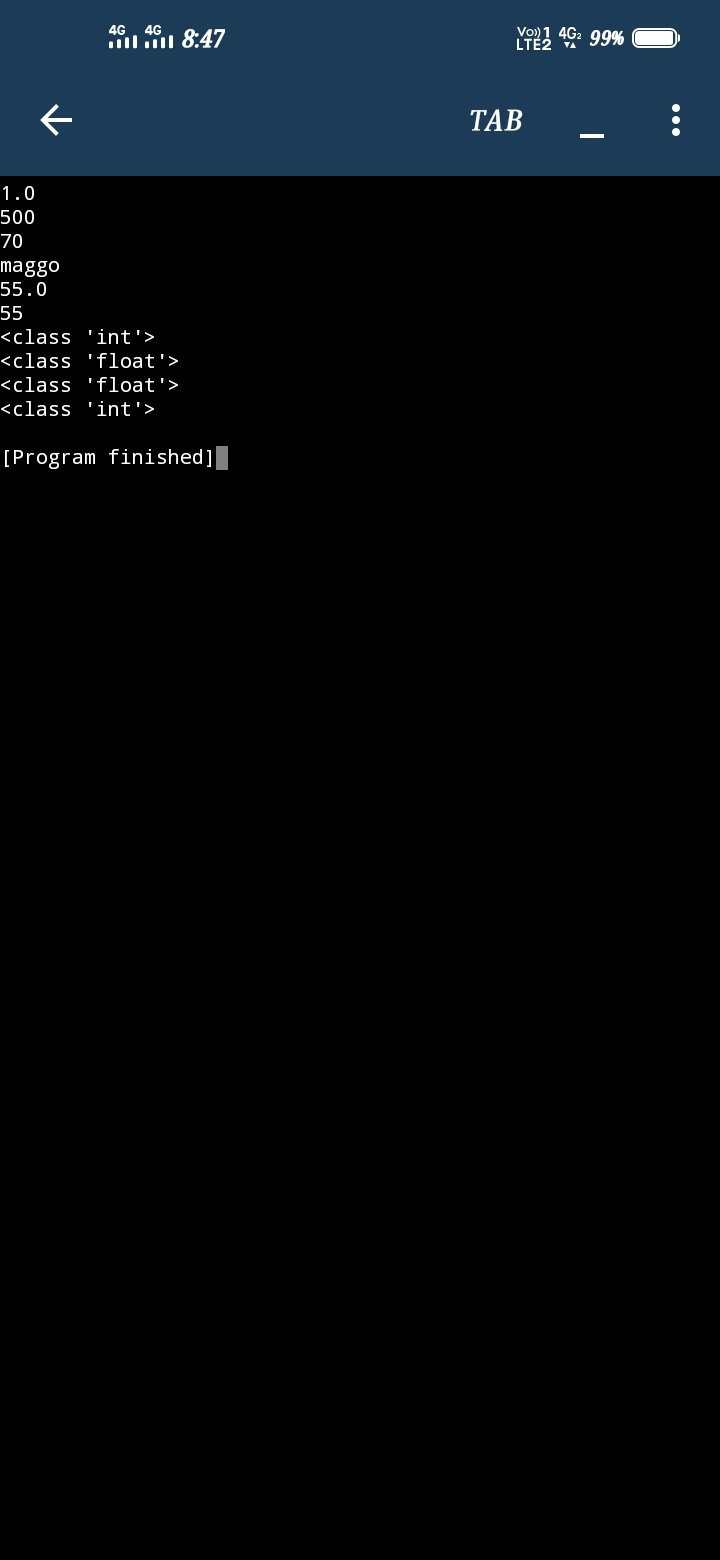 4G 4G 8:47 Vo))1 LTE2 4G2 99%
TAB
1.0
500
70
maggo
55.0
55
<class 'int'>
<class 'float'>
<class 'float'>
<class 'int'>
[Program finished]